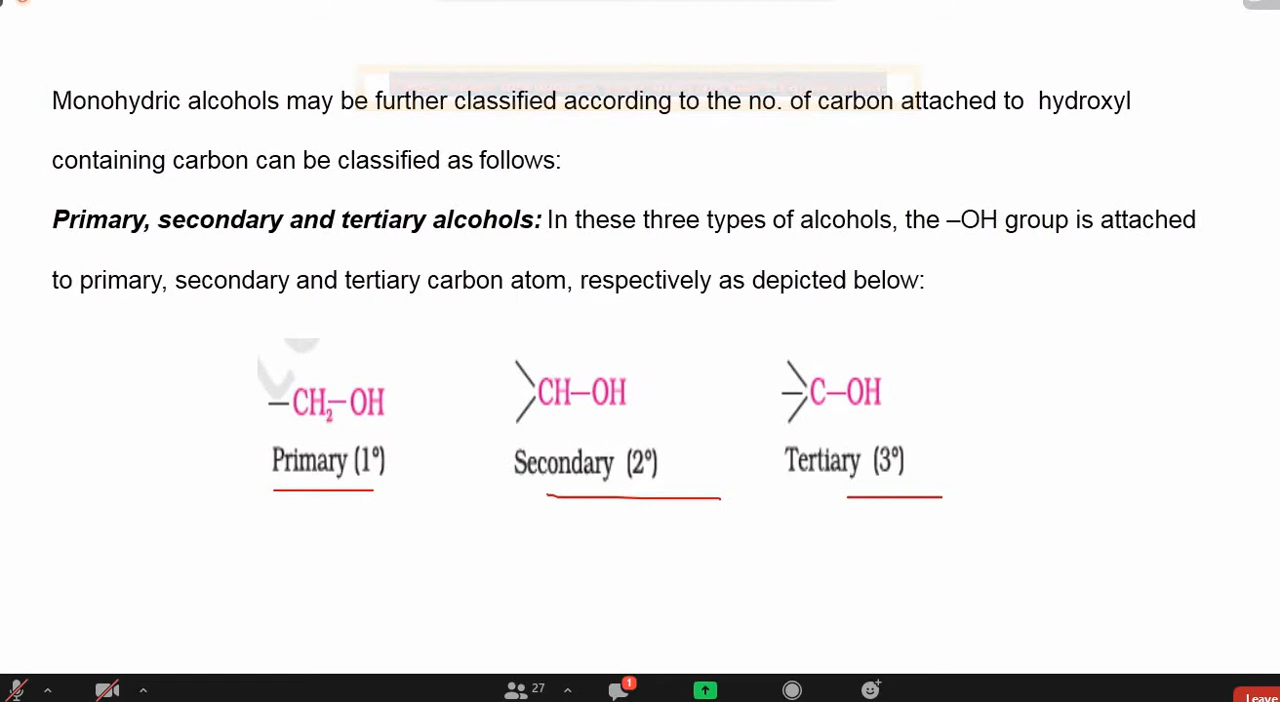 Monohydric alcohols may be further classified according to the no. of carbon attached to hydroxyl
containing carbon can be classified as follows:
Primary, secondary and tertiary alcohols: In these three types of alcohols, the –OH group is attached
to primary, secondary and tertiary carbon atom, respectively as depicted below:
–CH₂–OH
CH–OH
C–OH
Primary (1°)
Secondary (2°)
Tertiary (3°)
27
1
Leave